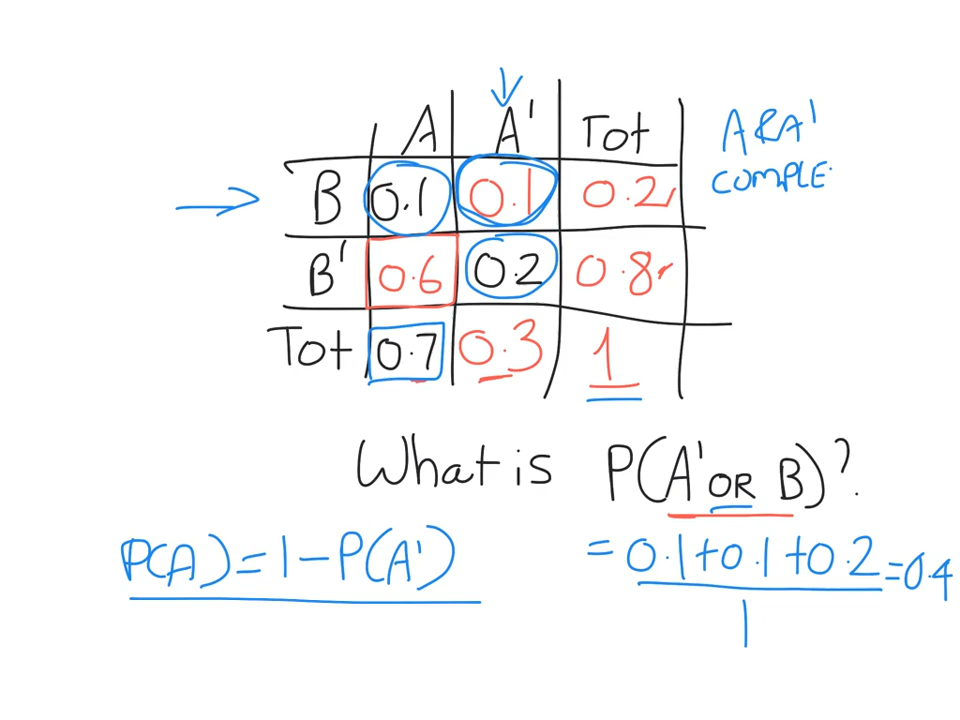 A A' Tot
B 0.1 0.1 0.2
B' 0.6 0.2 0.8
Tot 0.7 0.3 1
A & A'
COMPLE
What is P(A' OR B)?
P(A) = 1 - P(A')
= 0.1 + 0.1 + 0.2 = 0.4
1